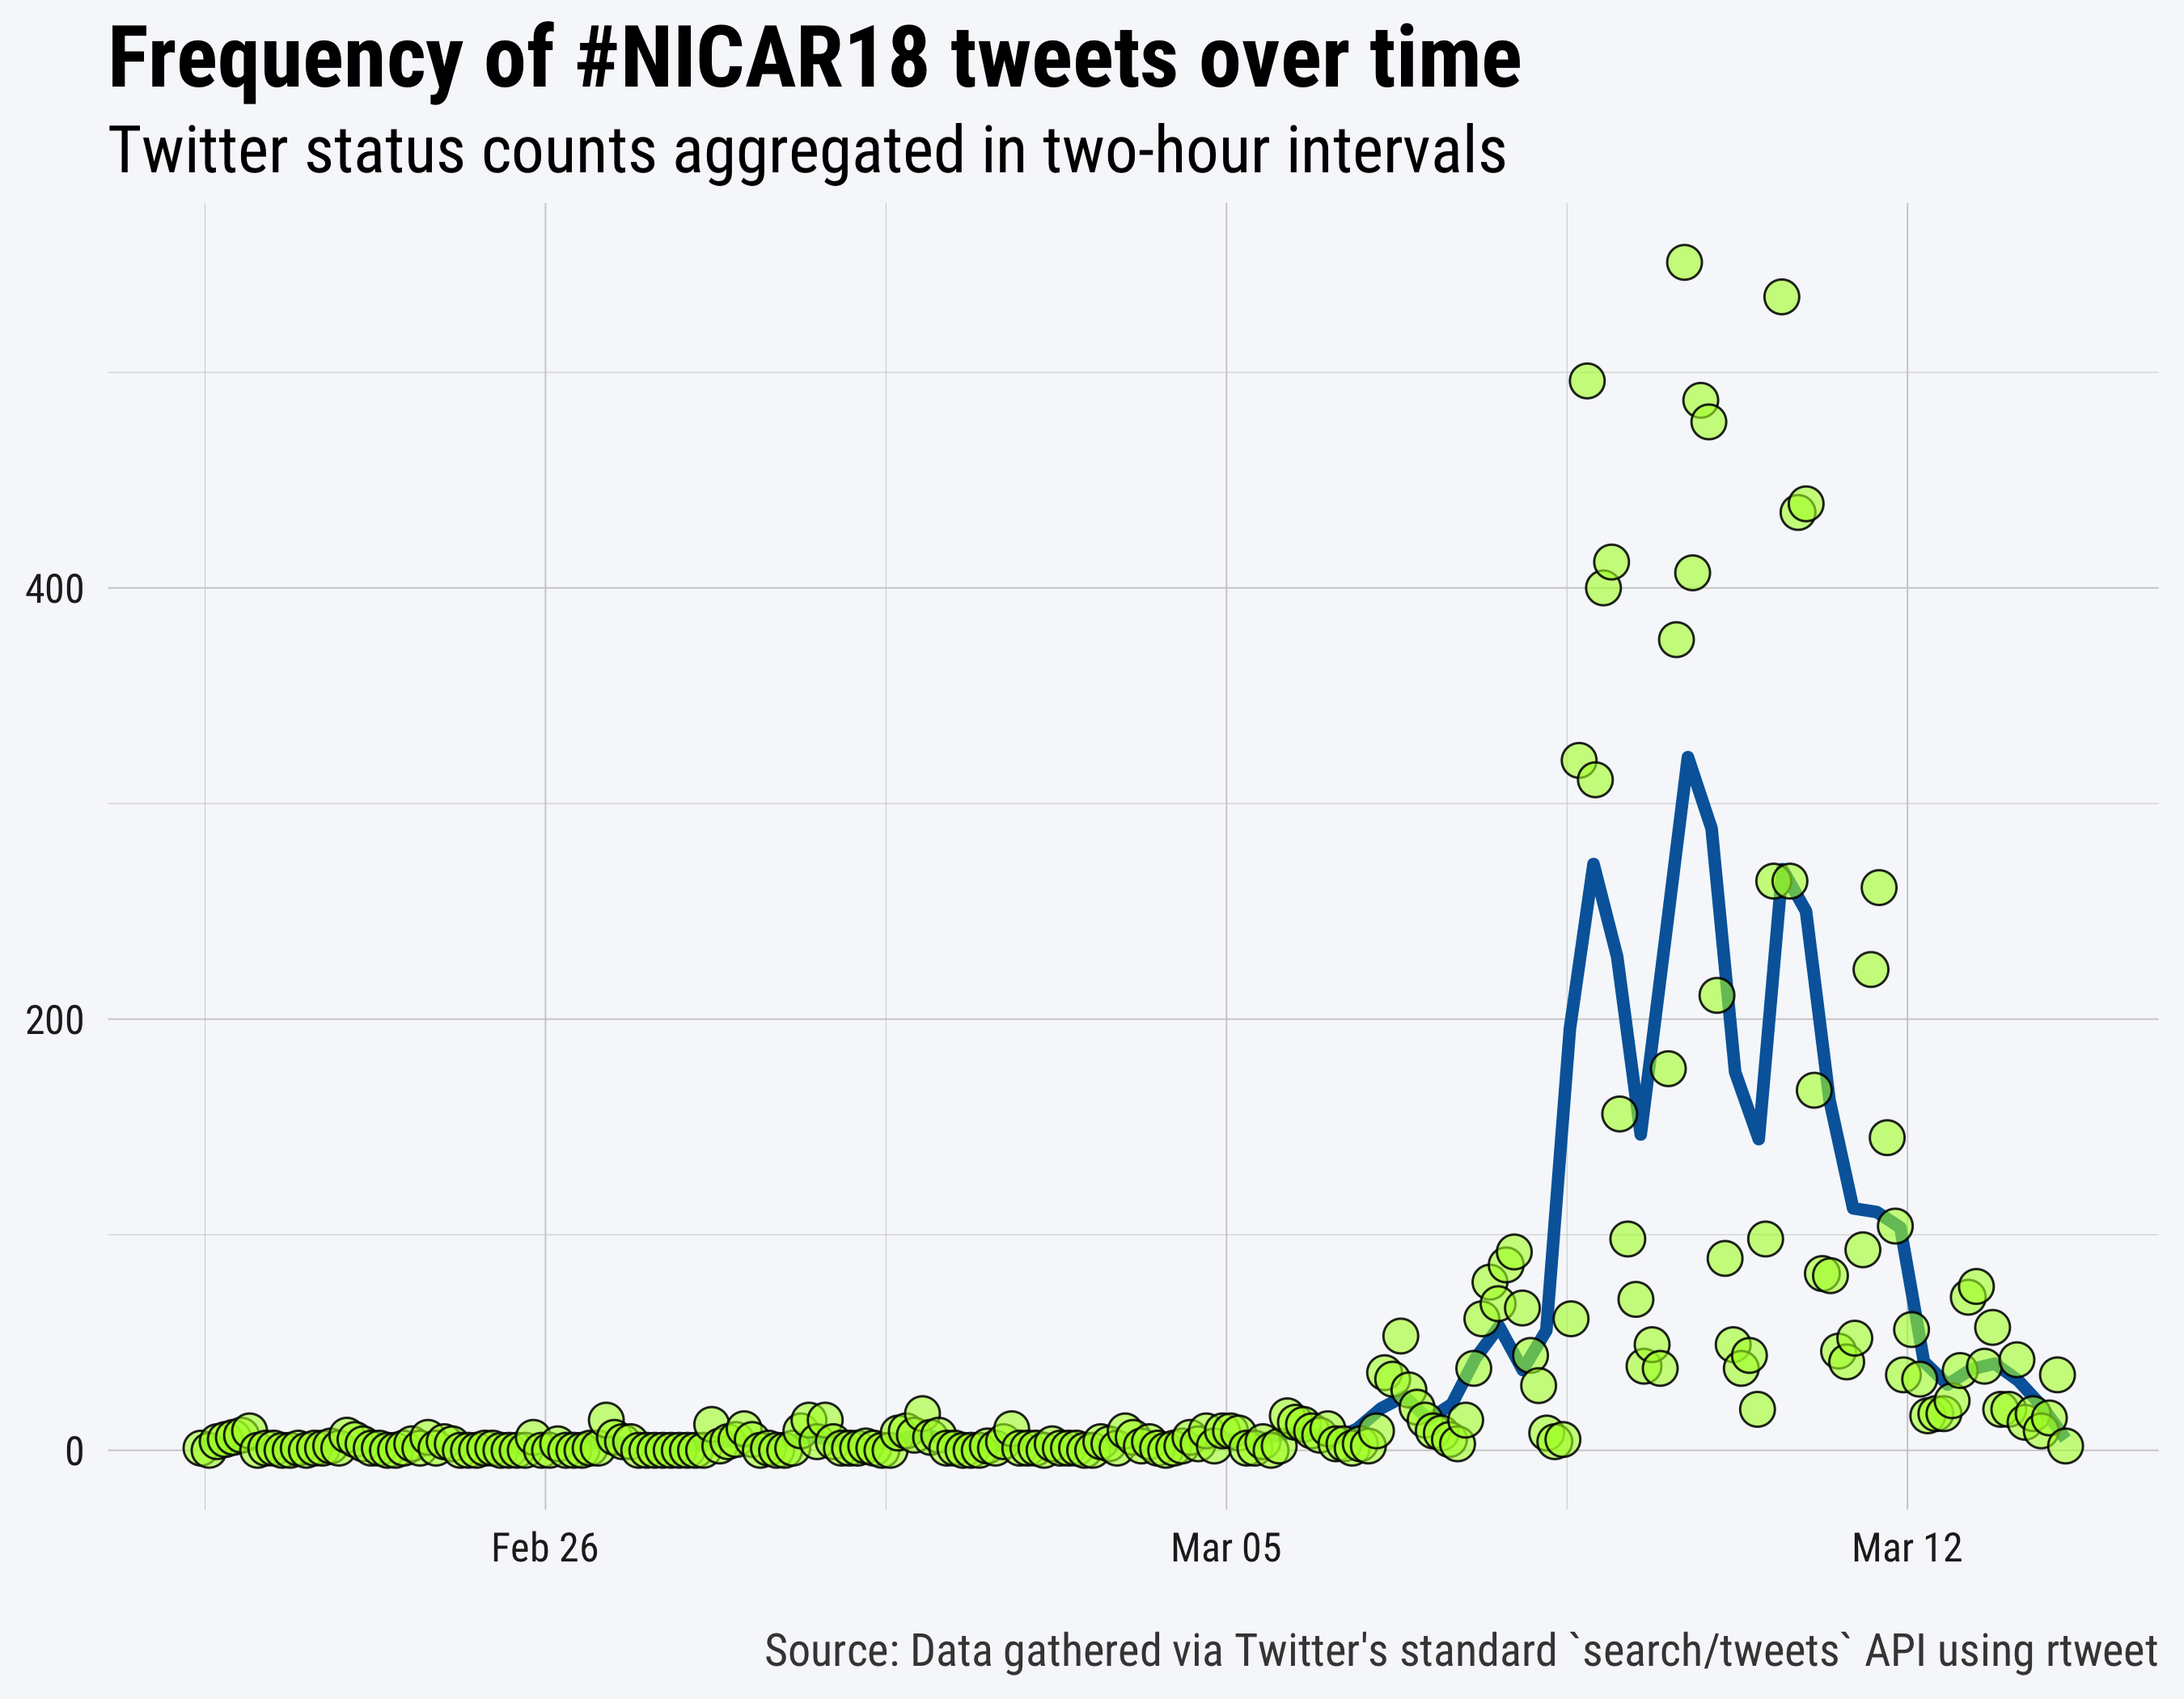 Frequency of #NICAR18 tweets over time
Twitter status counts aggregated in two-hour intervals
400
200
0
Feb 26
Mar 05
Mar 12
Source: Data gathered via Twitter's standard `search/tweets` API using rtweet